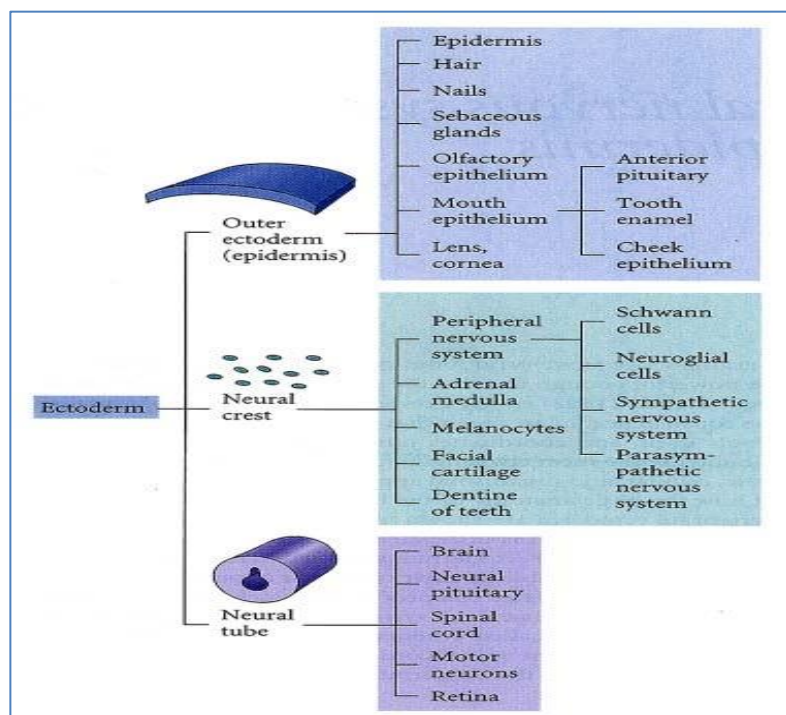 Epidermis
Hair
Nails
Sebaceous
glands
Olfactory
epithelium
Mouth
epithelium
Lens,
cornea
Anterior
pituitary
Tooth
enamel
Cheek
epithelium
Outer
ectoderm
(epidermis)
Ectoderm
Neural
crest
Peripheral
nervous
system
Adrenal
medulla
Melanocytes
Facial
cartilage
Dentine
of teeth
Schwann
cells
Neuroglial
cells
Sympathetic
nervous
system
Parasym-
pathetic
nervous
system
Neural
tube
Brain
Neural
pituitary
Spinal
cord
Motor
neurons
Retina